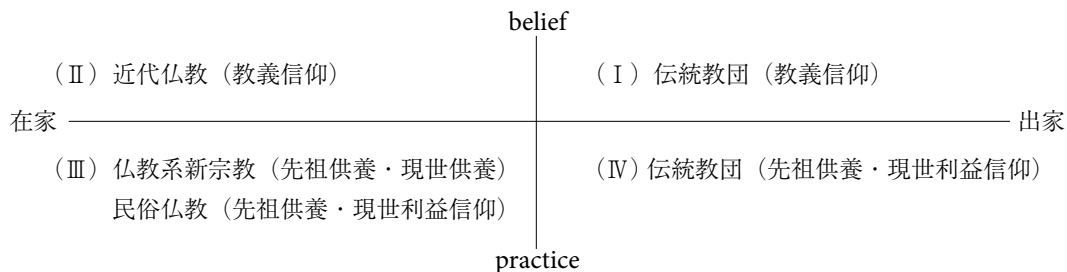 belief
(Ⅱ) 近代仏教（教義信仰）
(Ⅰ) 伝統教団（教義信仰）
在家
出家
(Ⅲ) 仏教系新宗教（先祖供養・現世供養）
民俗仏教（先祖供養・現世利益信仰）
(Ⅳ) 伝統教団（先祖供養・現世利益信仰）
practice